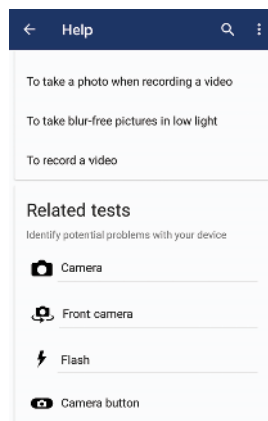 Help
To take a photo when recording a video
To take blur-free pictures in low light
To record a video
Related tests
Identify potential problems with your device
Camera
Front camera
Flash
Camera button